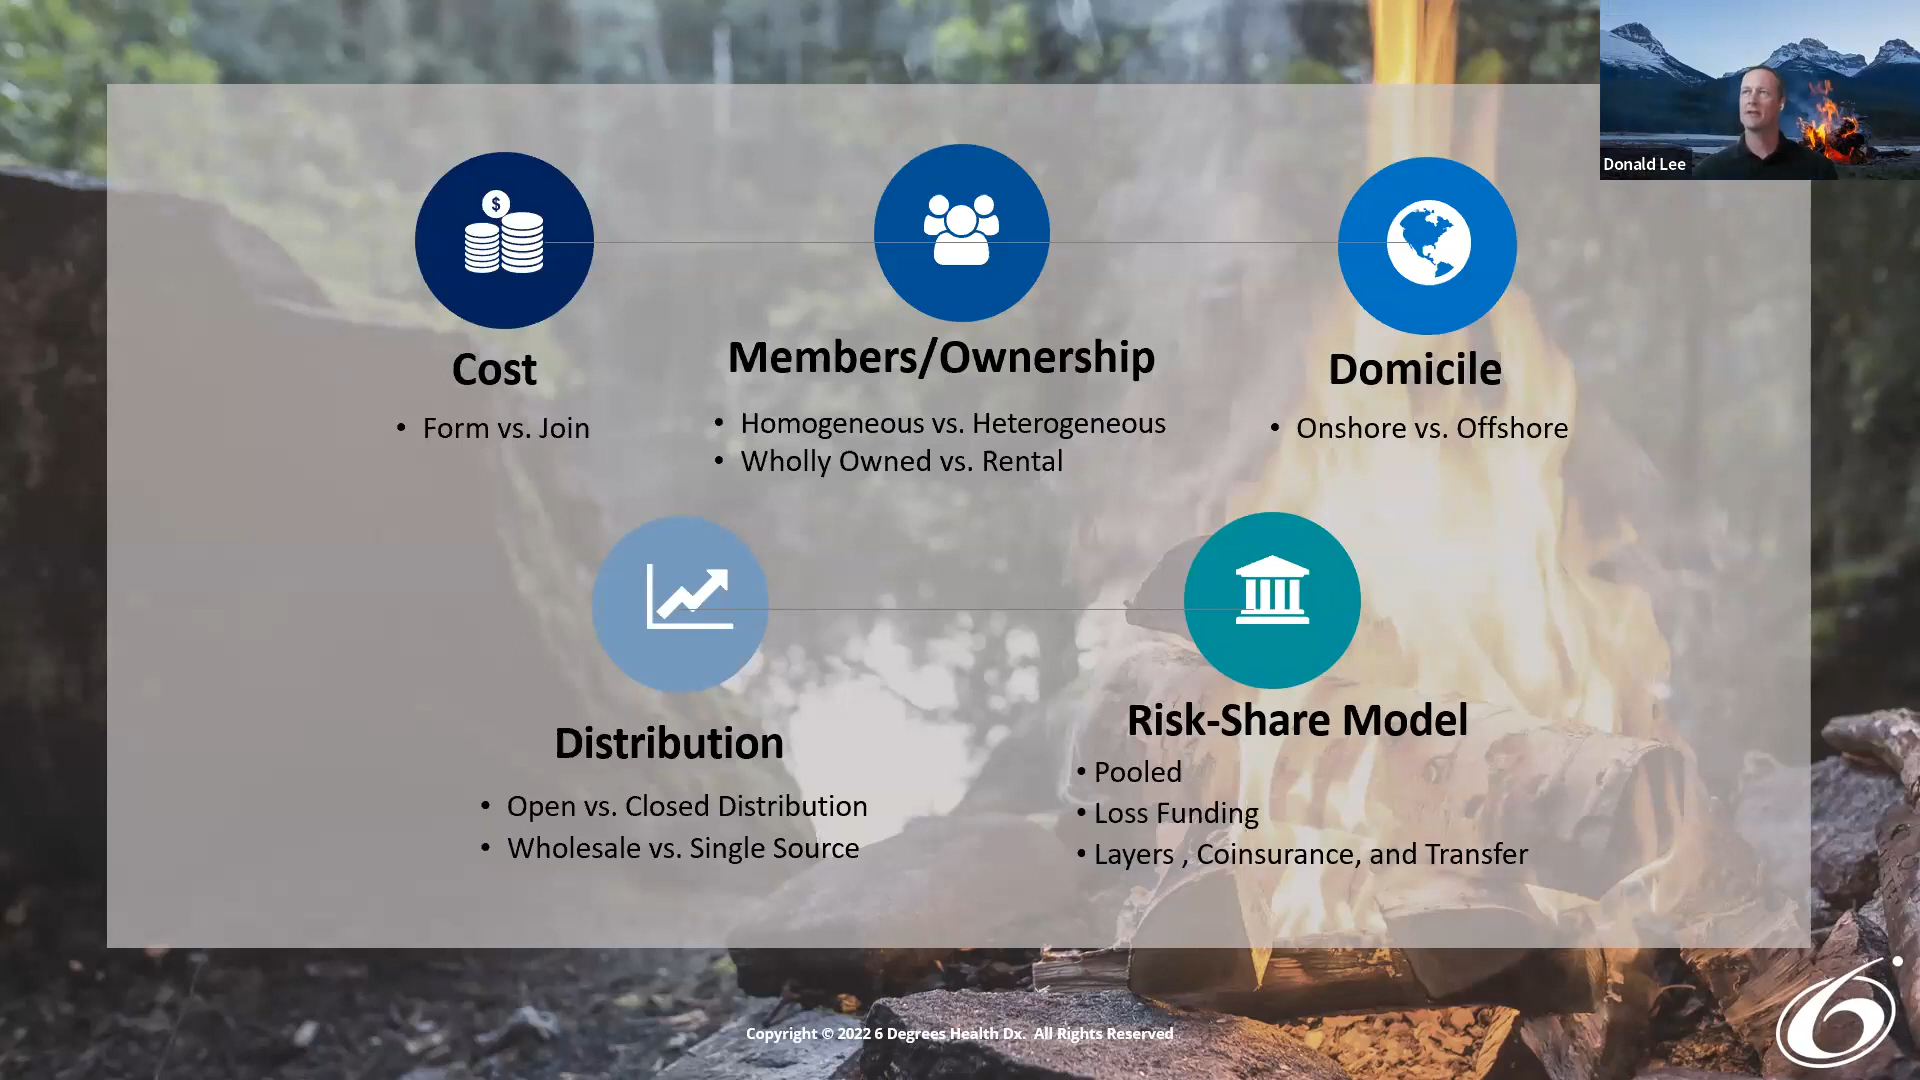 Donald Lee
$
Cost
• Form vs. Join
Members/Ownership
• Homogeneous vs. Heterogeneous
• Wholly Owned vs. Rental
Domicile
• Onshore vs. Offshore
Distribution
• Open vs. Closed Distribution
• Wholesale vs. Single Source
Risk-Share Model
• Pooled
• Loss Funding
• Layers , Coinsurance, and Transfer
Copyright © 2022 6 Degrees Health Dx. All Rights Reserved
6